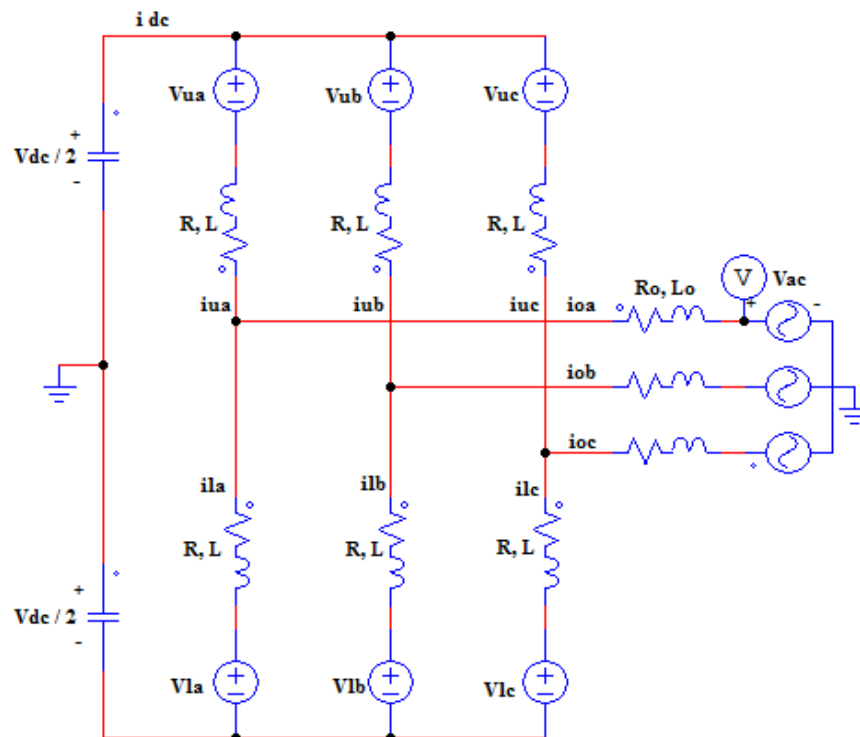 i dc
Vua
Vub
Vuc
+
Vdc / 2
-
R, L
R, L
R, L
V
Vac
Ro, Lo
+
-
iua
iub
iuc
ioa
iob
ioc
ila
ilb
ilc
R, L
R, L
R, L
+
Vdc / 2
-
Vla
Vlb
Vlc